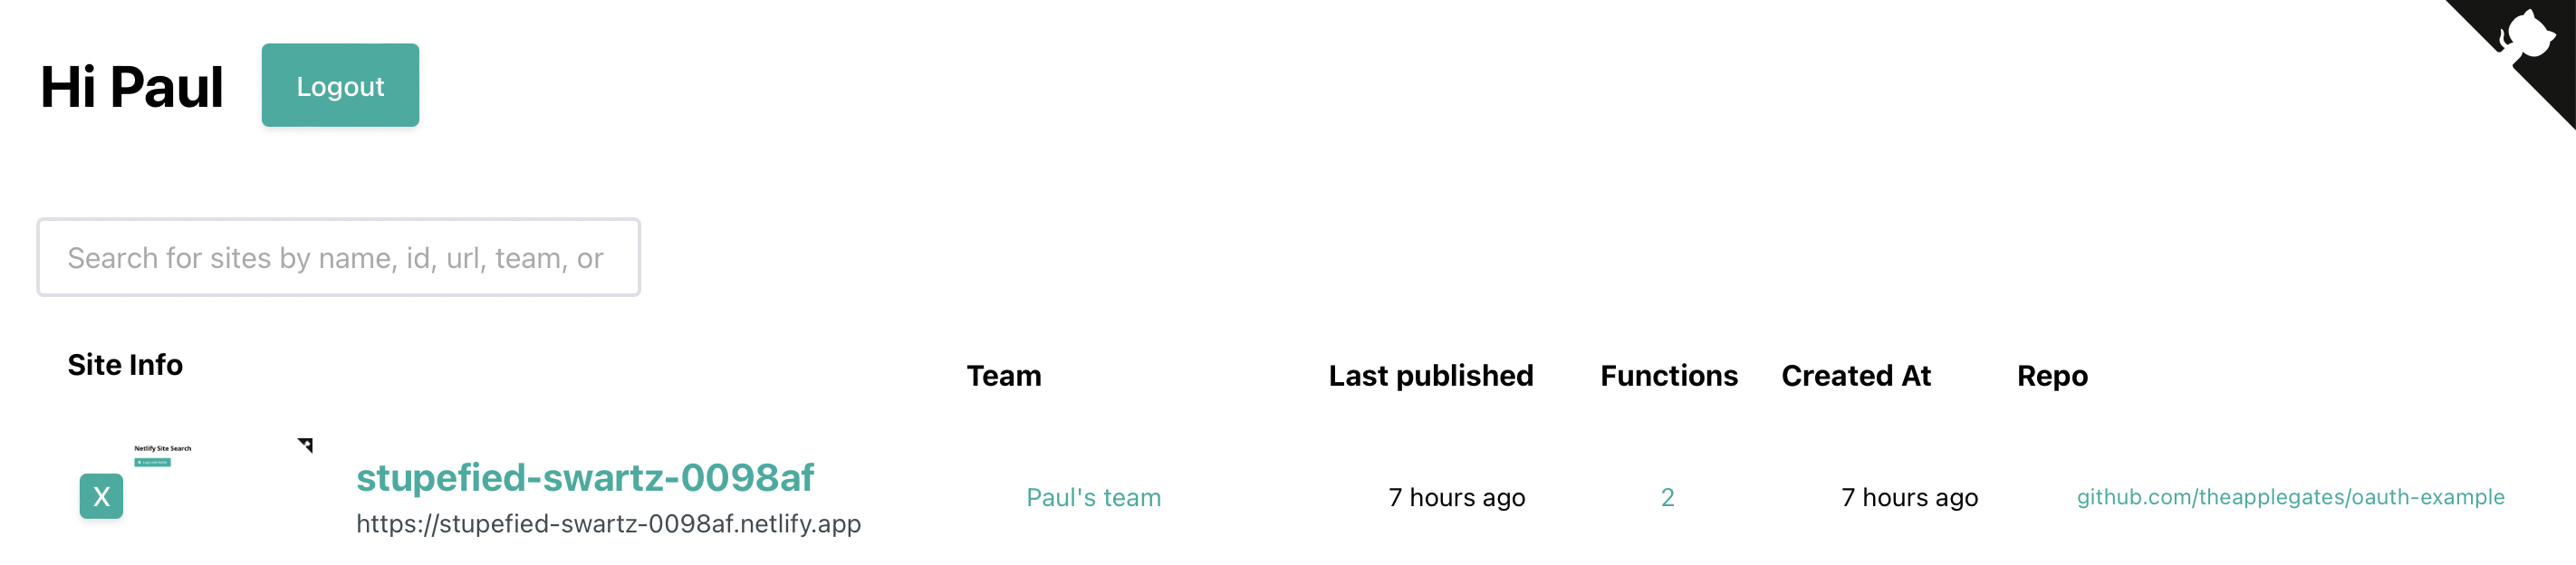 Hi Paul
Logout
Search for sites by name, id, url, team, or
Site Info
Team
Last published
Functions
Created At
Repo
Netlify Site Search
X
stupefied-swartz-0098af
https://stupefied-swartz-0098af.netlify.app
Paul's team
7 hours ago
2
7 hours ago
github.com/theapplegates/oauth-example